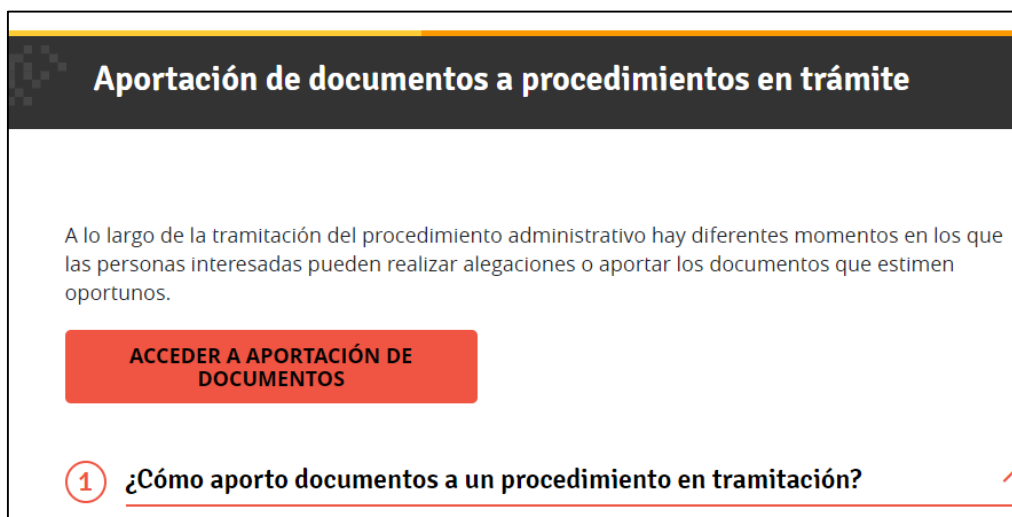 Aportación de documentos a procedimientos en trámite
A lo largo de la tramitación del procedimiento administrativo hay diferentes momentos en los que
las personas interesadas pueden realizar alegaciones o aportar los documentos que estimen
oportunos.
ACCEDER A APORTACIÓN DE
DOCUMENTOS
1 ¿Cómo aporto documentos a un procedimiento en tramitación?